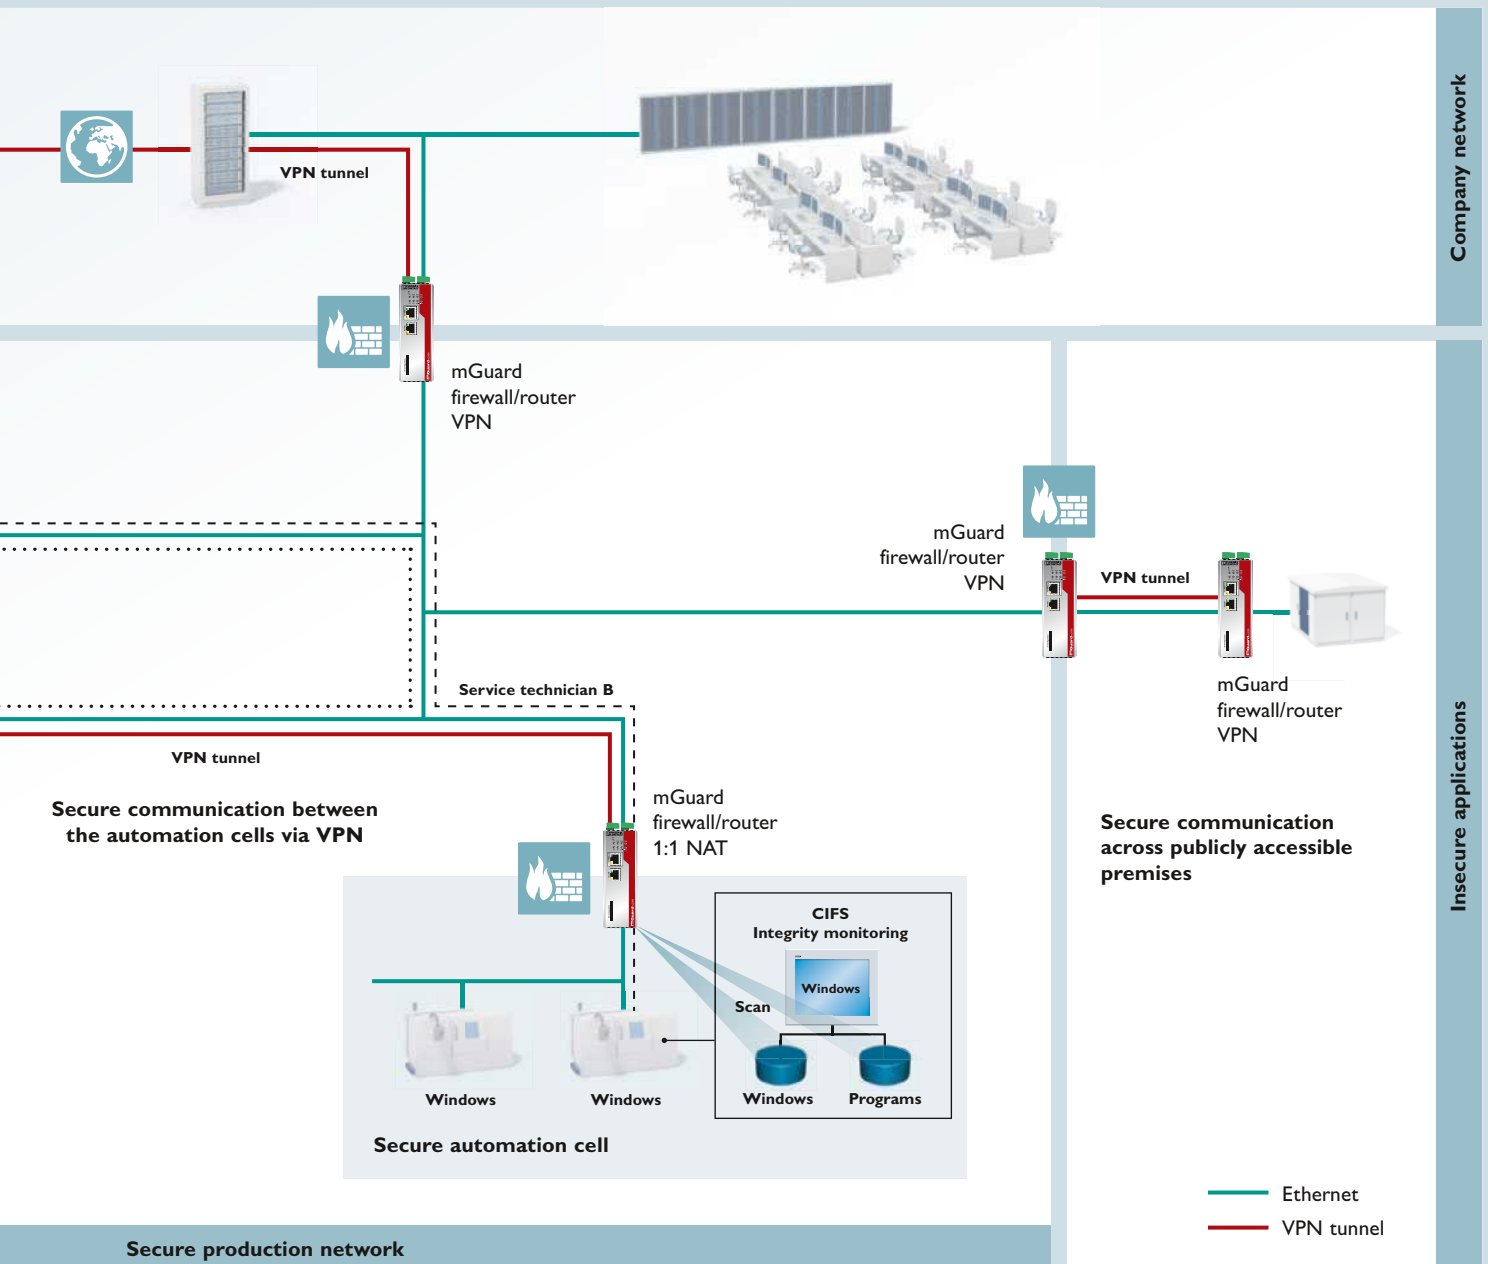 Company network
VPN tunnel
mGuard
firewall/router
VPN
mGuard
firewall/router
VPN
VPN tunnel
mGuard
firewall/router
VPN
Service technician B
VPN tunnel
Secure communication between
the automation cells via VPN
mGuard
firewall/router
1:1 NAT
Secure communication
across publicly accessible
premises
Insecure applications
CIFS
Integrity monitoring
Windows
Scan
Windows
Programs
Windows
Windows
Secure automation cell
Ethernet
VPN tunnel
Secure production network